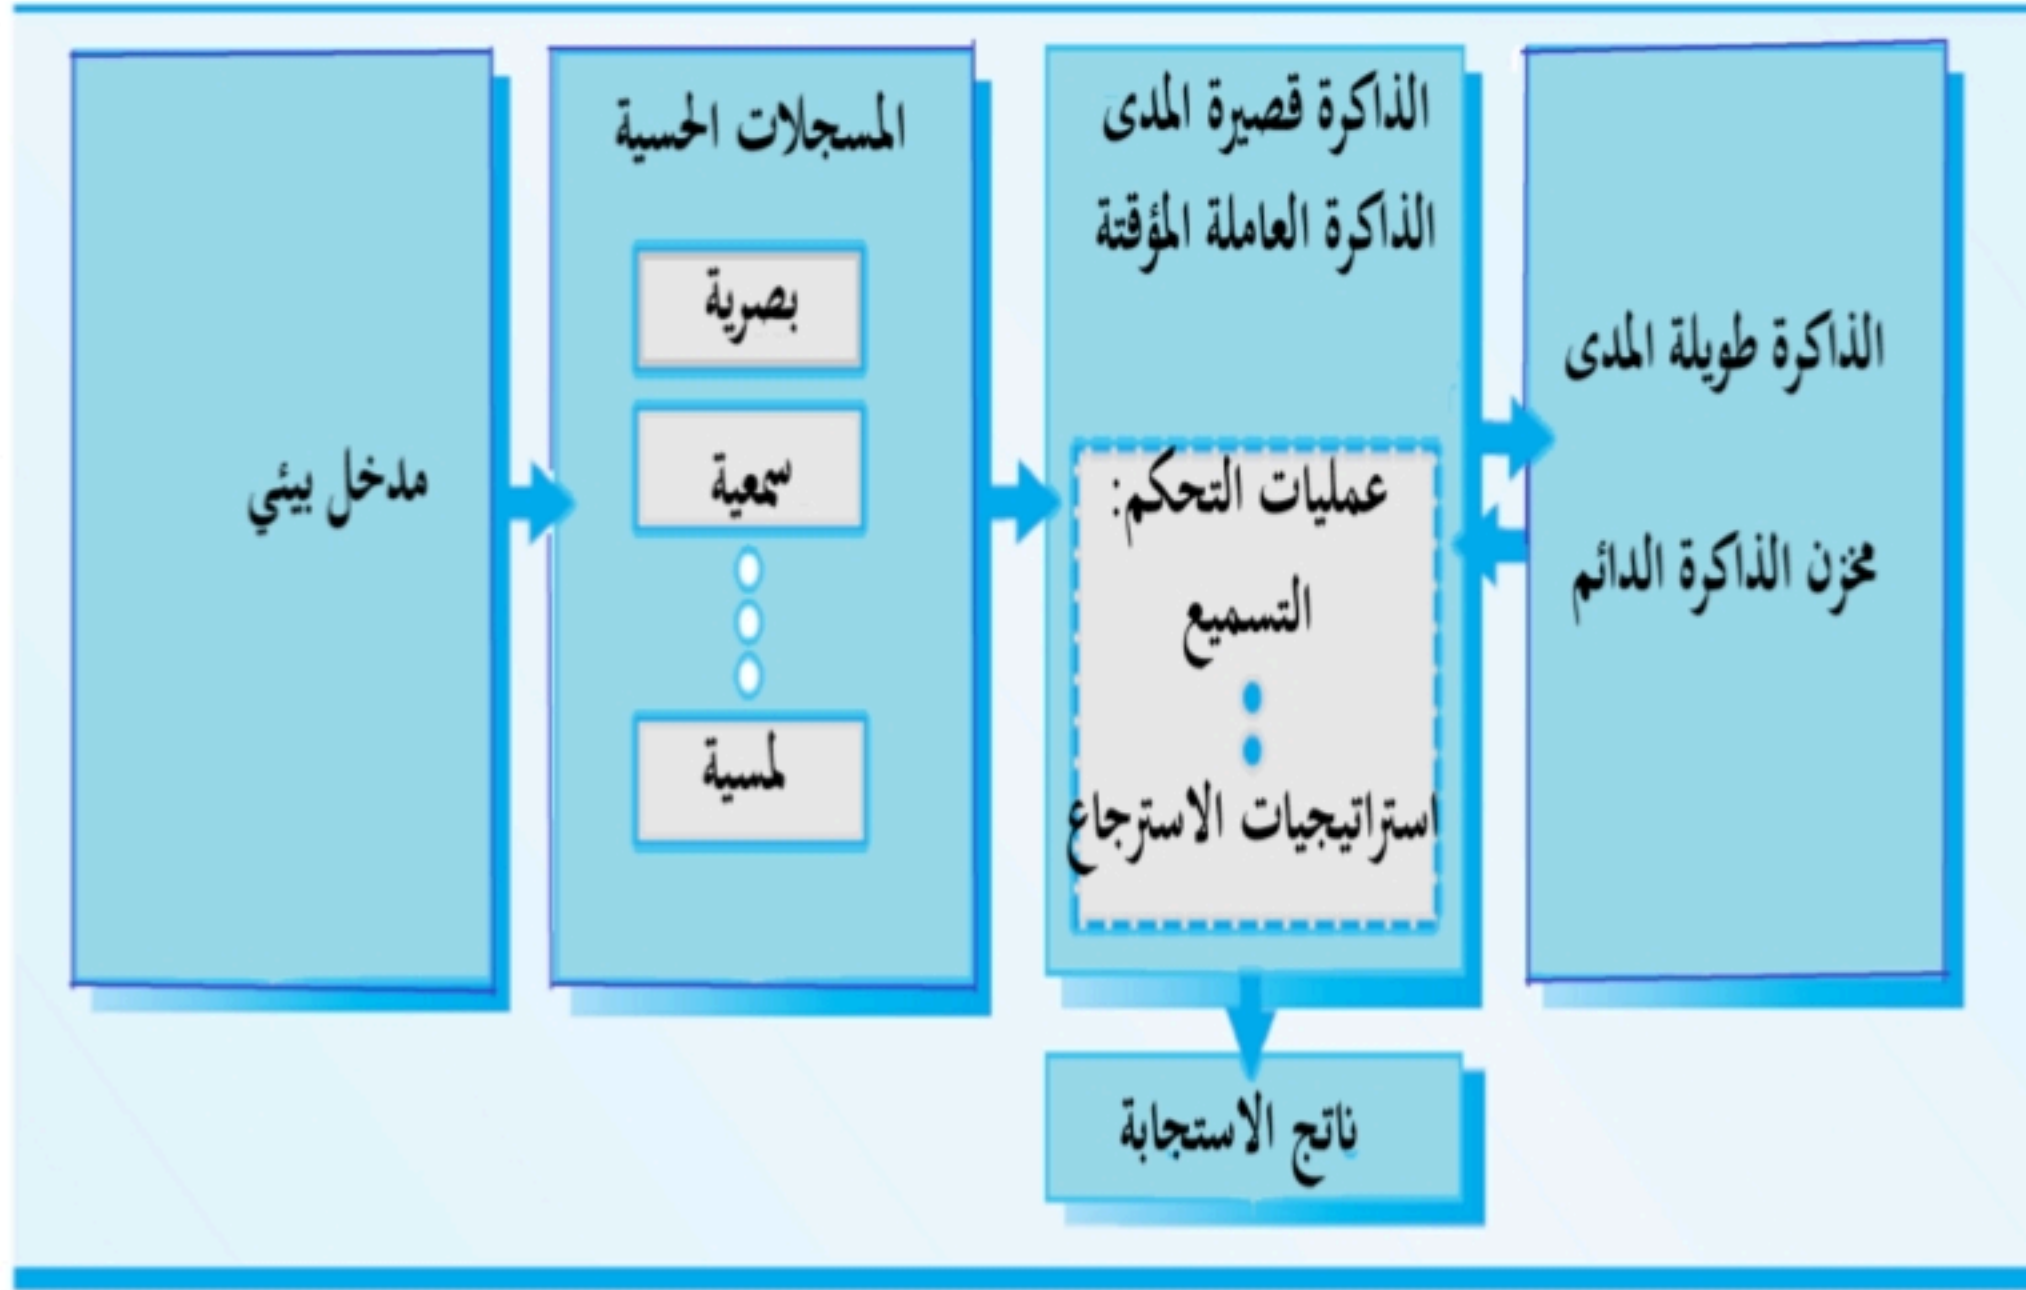 مدخل بيئي
المسجلات الحسية
بصرية
سمعية
لمسية
الذاكرة قصيرة المدى
الذاكرة العاملة المؤقتة
عمليات التحكم:
التسميع
استراتيجيات الاسترجاع
الذاكرة طويلة المدى
مخزن الذاكرة الدائم
ناتج الاستجابة